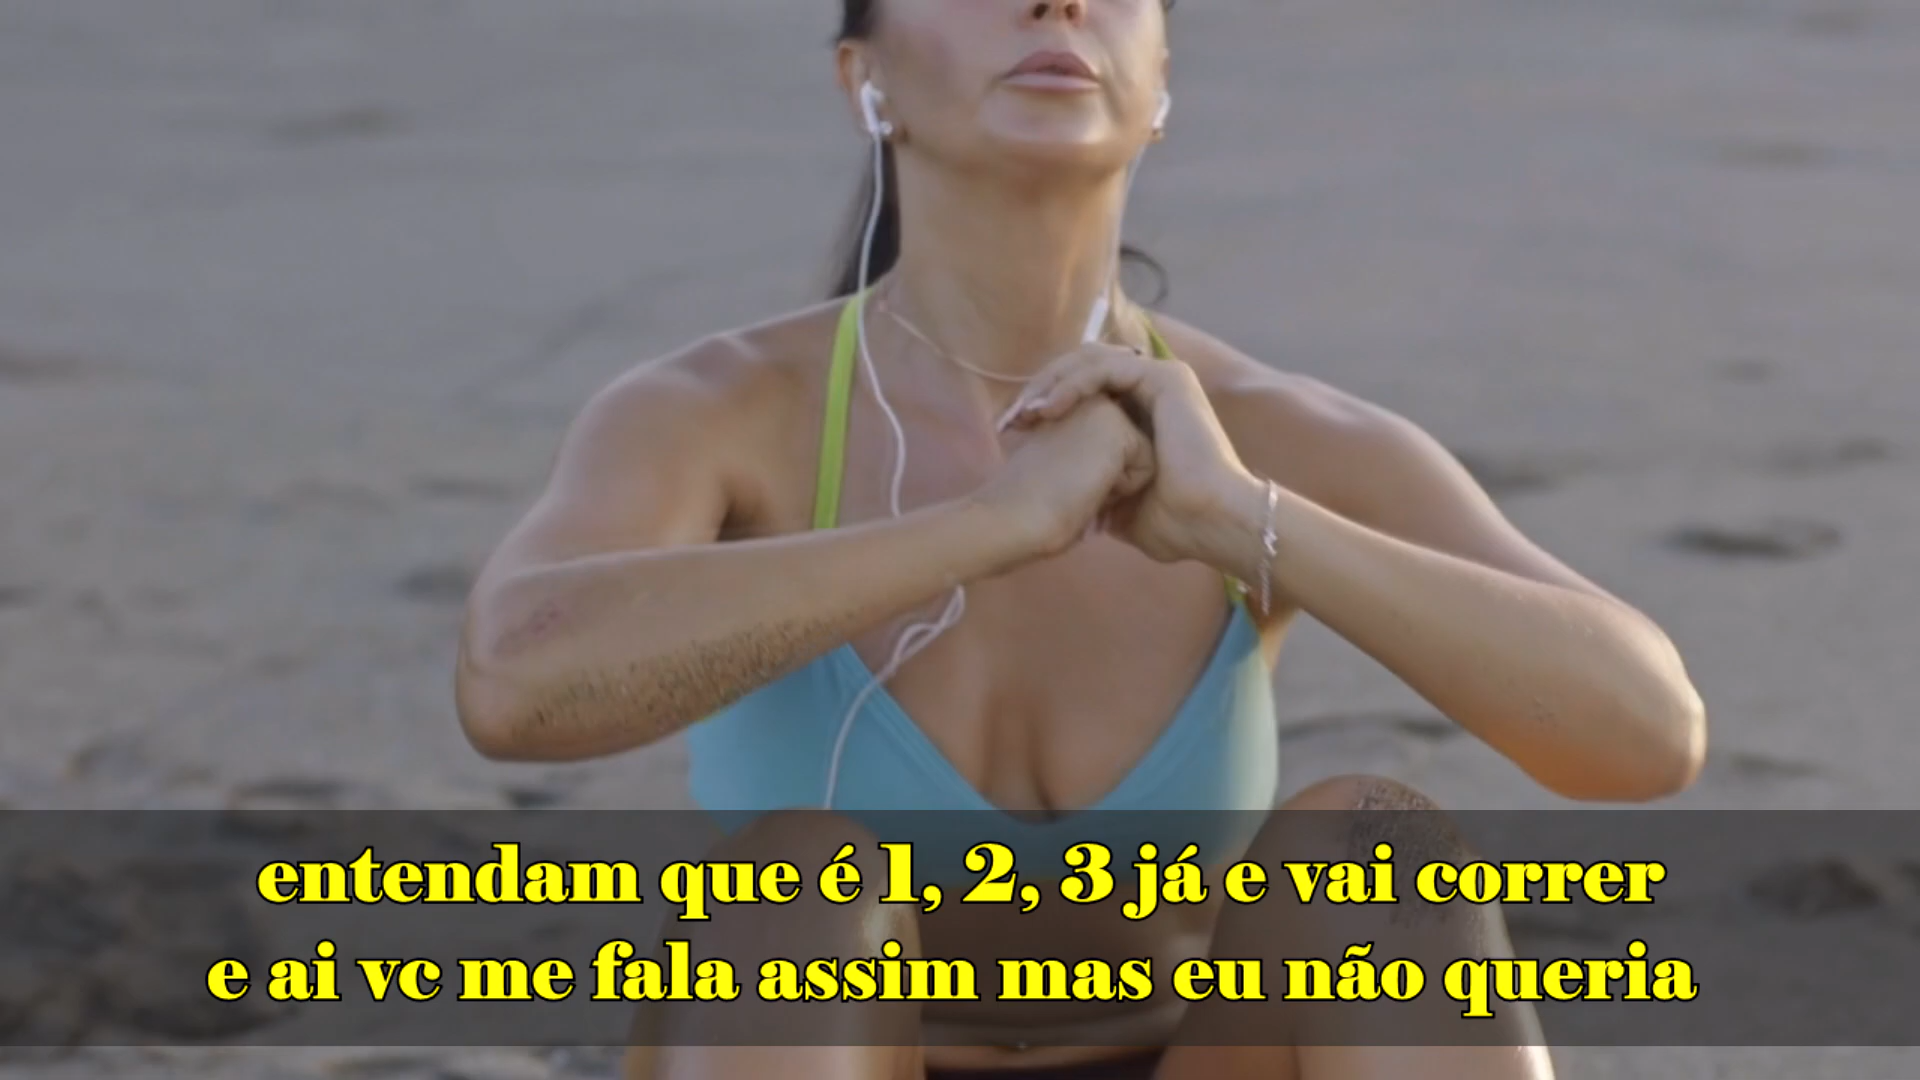 entendam que é 1, 2, 3 já e vai correr
e ai vc me fala assim mas eu não queria